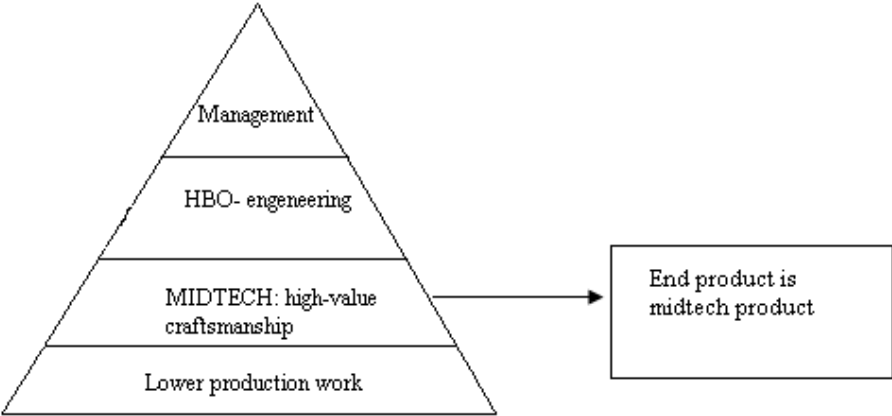 Management
HBO- engeneering
MIDTECH: high-value
craftsmanship
End product is
midtech product
Lower production work